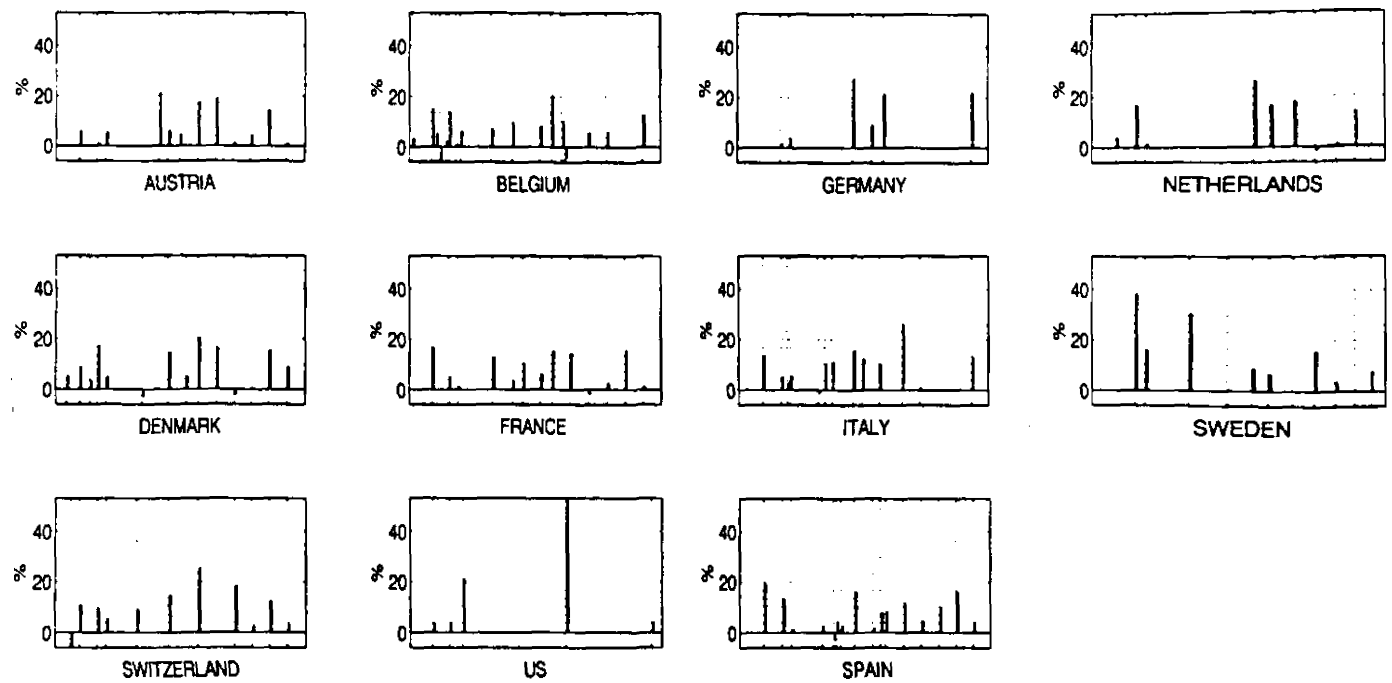 40 40 40 40
% % % %
20 20 20 20
0 0 0 0
AUSTRIA BELGIUM GERMANY NETHERLANDS
40 40 40 40
% % % %
20 20 20 20
0 0 0 0
DENMARK FRANCE ITALY SWEDEN
40 40 40
% % %
20 20 20
0 0 0
SWITZERLAND US SPAIN